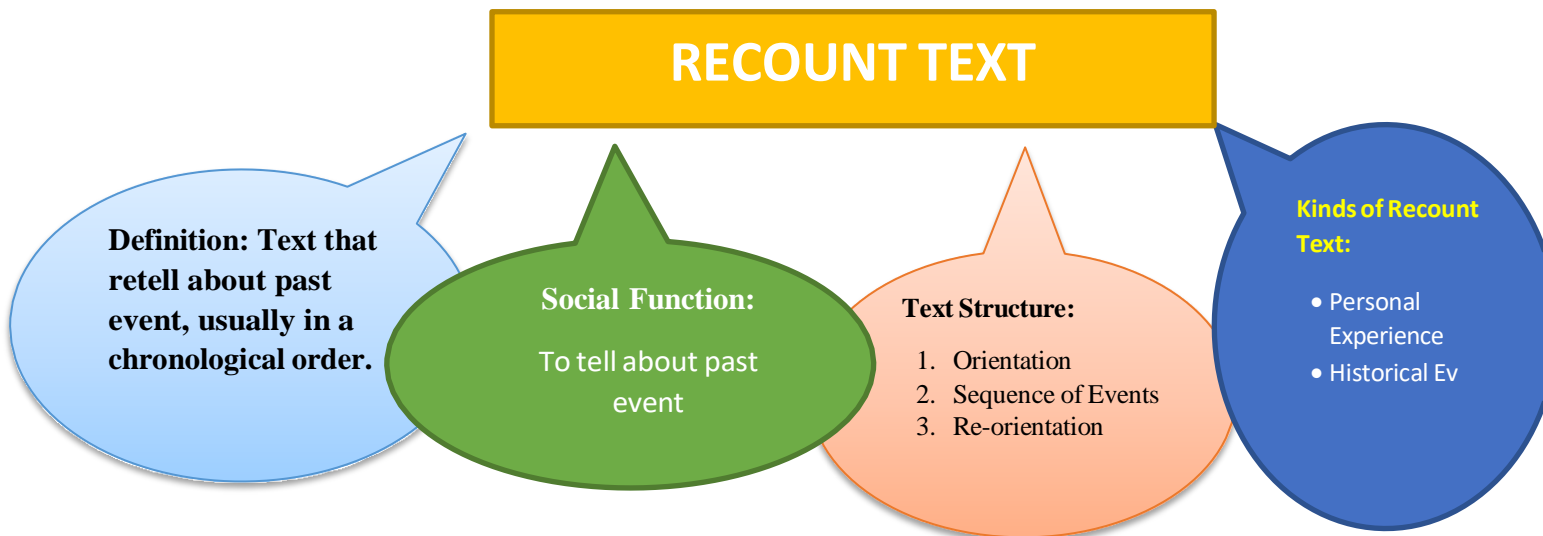 RECOUNT TEXT
Definition: Text that
retell about past
event, usually in a
chronological order.
Social Function:
To tell about past
event
Text Structure:
1. Orientation
2. Sequence of Events
3. Re-orientation
Kinds of Recount
Text:
• Personal
Experience
• Historical Ev